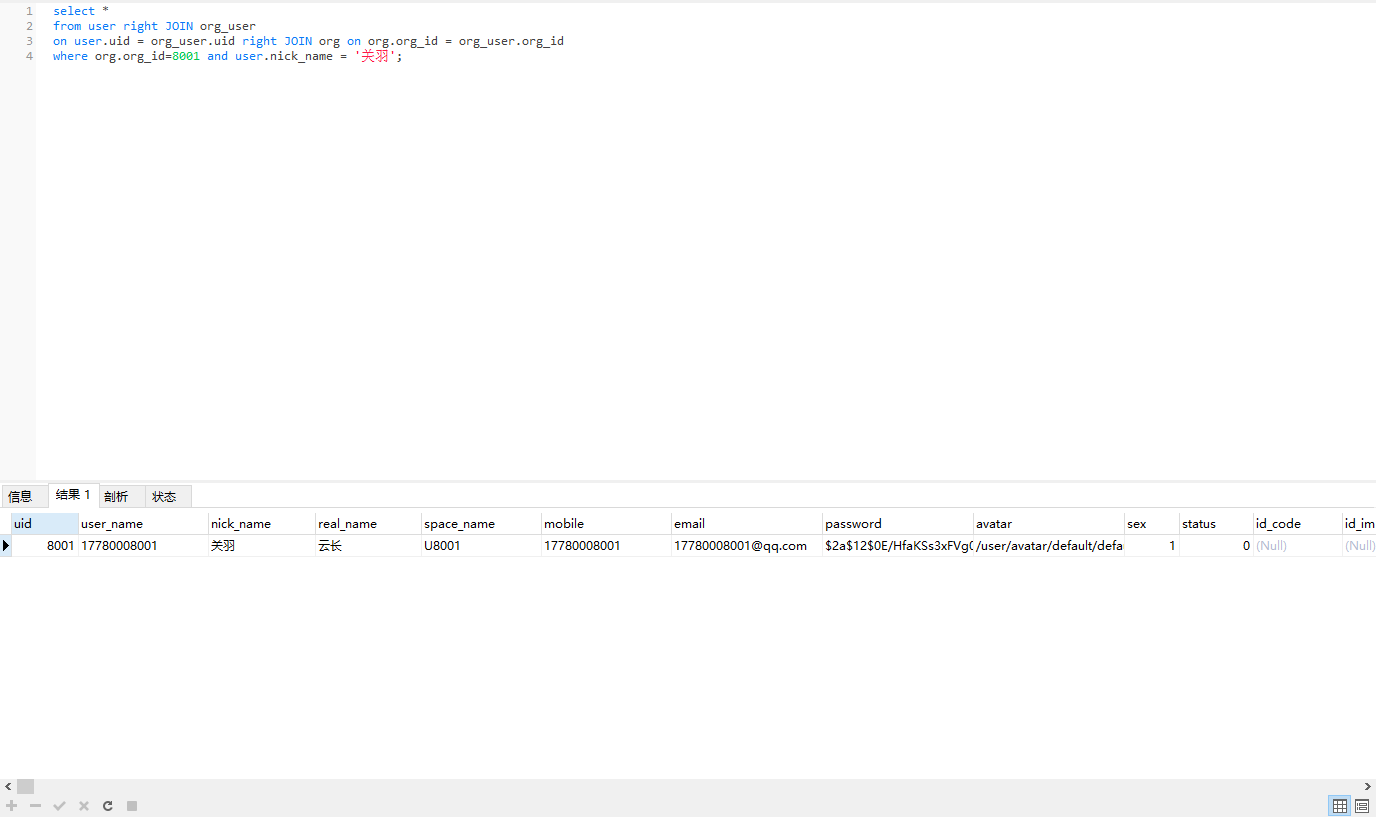 1 select *
2 from user right JOIN org_user
3 on user.uid = org_user.uid right JOIN org on org.org_id = org_user.org_id
4 where org.org_id=8001 and user.nick_name = '关羽';
信息 结果 1 剖析 状态
uid user_name nick_name real_name space_name mobile email password avatar sex status id_code id_im
8001 17780008001 关羽 云长 U8001 17780008001 17780008001@qq.com $2a$12$0E/HfaKSs3xFVg( /user/avatar/default/defa 1 0 (Null) (Null)